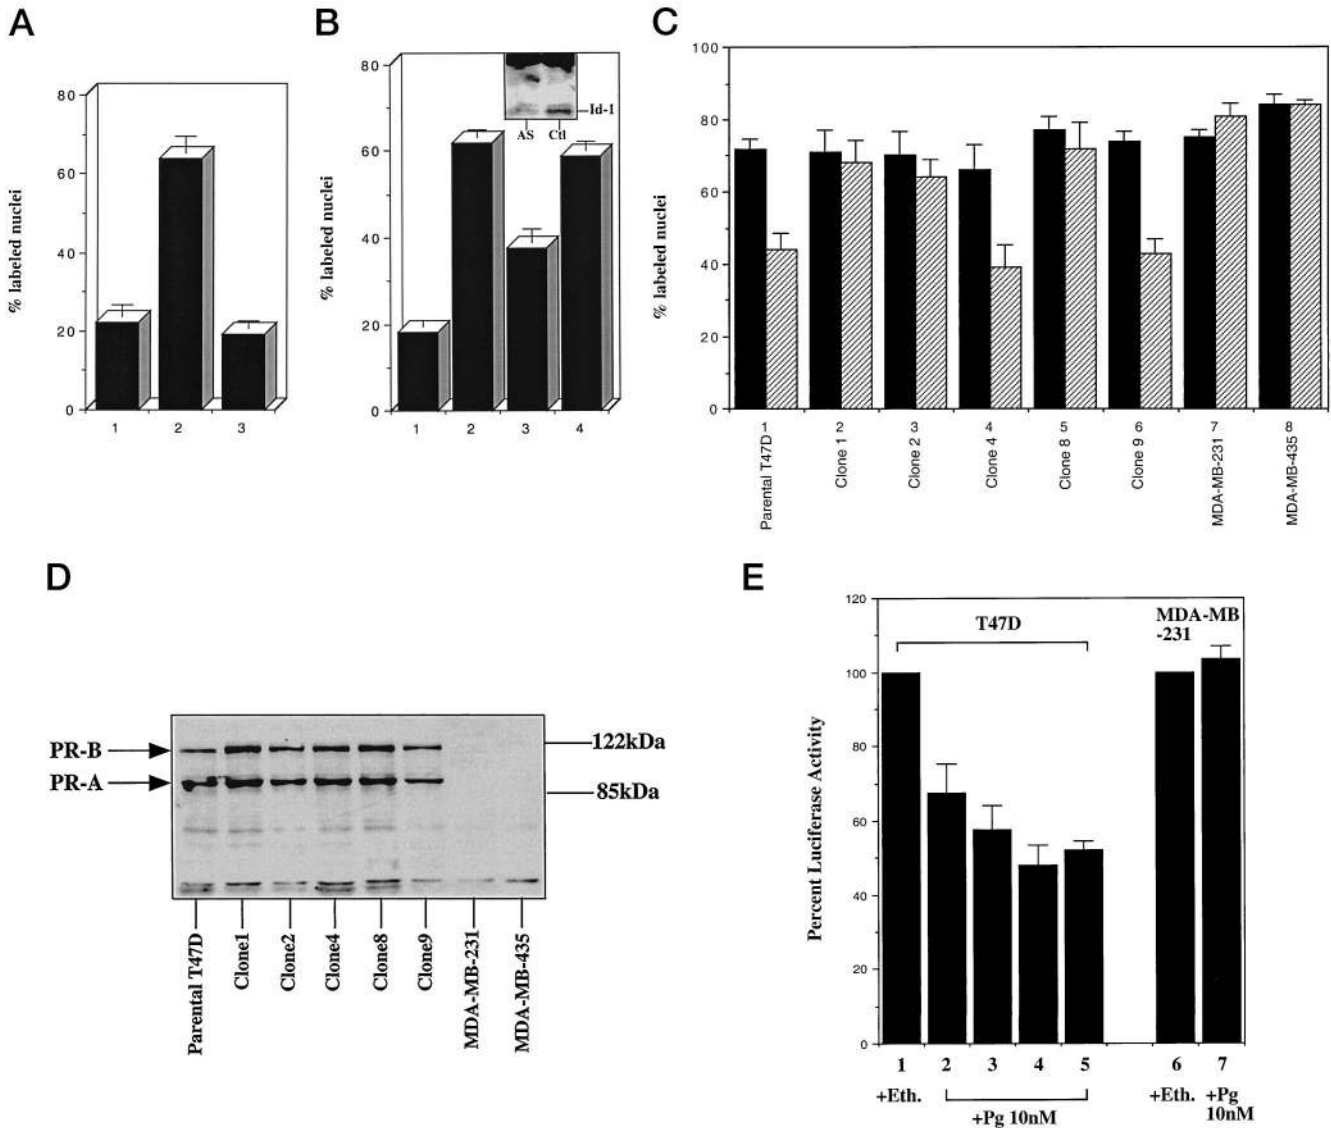 A
80
60
40
20
0
% labeled nuclei
1 2 3
B
80
60
40
20
0
% labeled nuclei
Id-1
AS Ctl
1 2 3 4
C
100
80
60
40
20
0
% labeled nuclei
1 2 3 4 5 6 7 8
Parental T47D
Clone 1
Clone 2
Clone 4
Clone 8
Clone 9
MDA-MB-231
MDA-MB-435
D
PR-B
PR-A
122kDa
85kDa
Parental T47D
Clone1
Clone2
Clone4
Clone8
Clone9
MDA-MB-231
MDA-MB-435
E
120
100
80
60
40
20
0
Percent Luciferase Activity
T47D
MDA-MB
-231
1 2 3 4 5 6 7
+Eth.
+Pg 10nM
+Eth.
+Pg
10nM